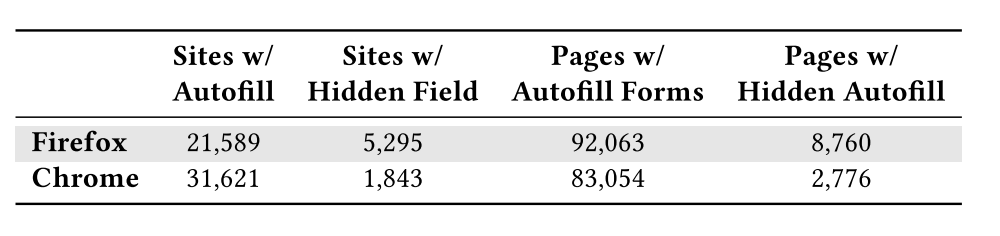 Sites w/ Sites w/ Pages w/ Pages w/
Autofill Hidden Field Autofill Forms Hidden Autofill
Firefox 21,589 5,295 92,063 8,760
Chrome 31,621 1,843 83,054 2,776